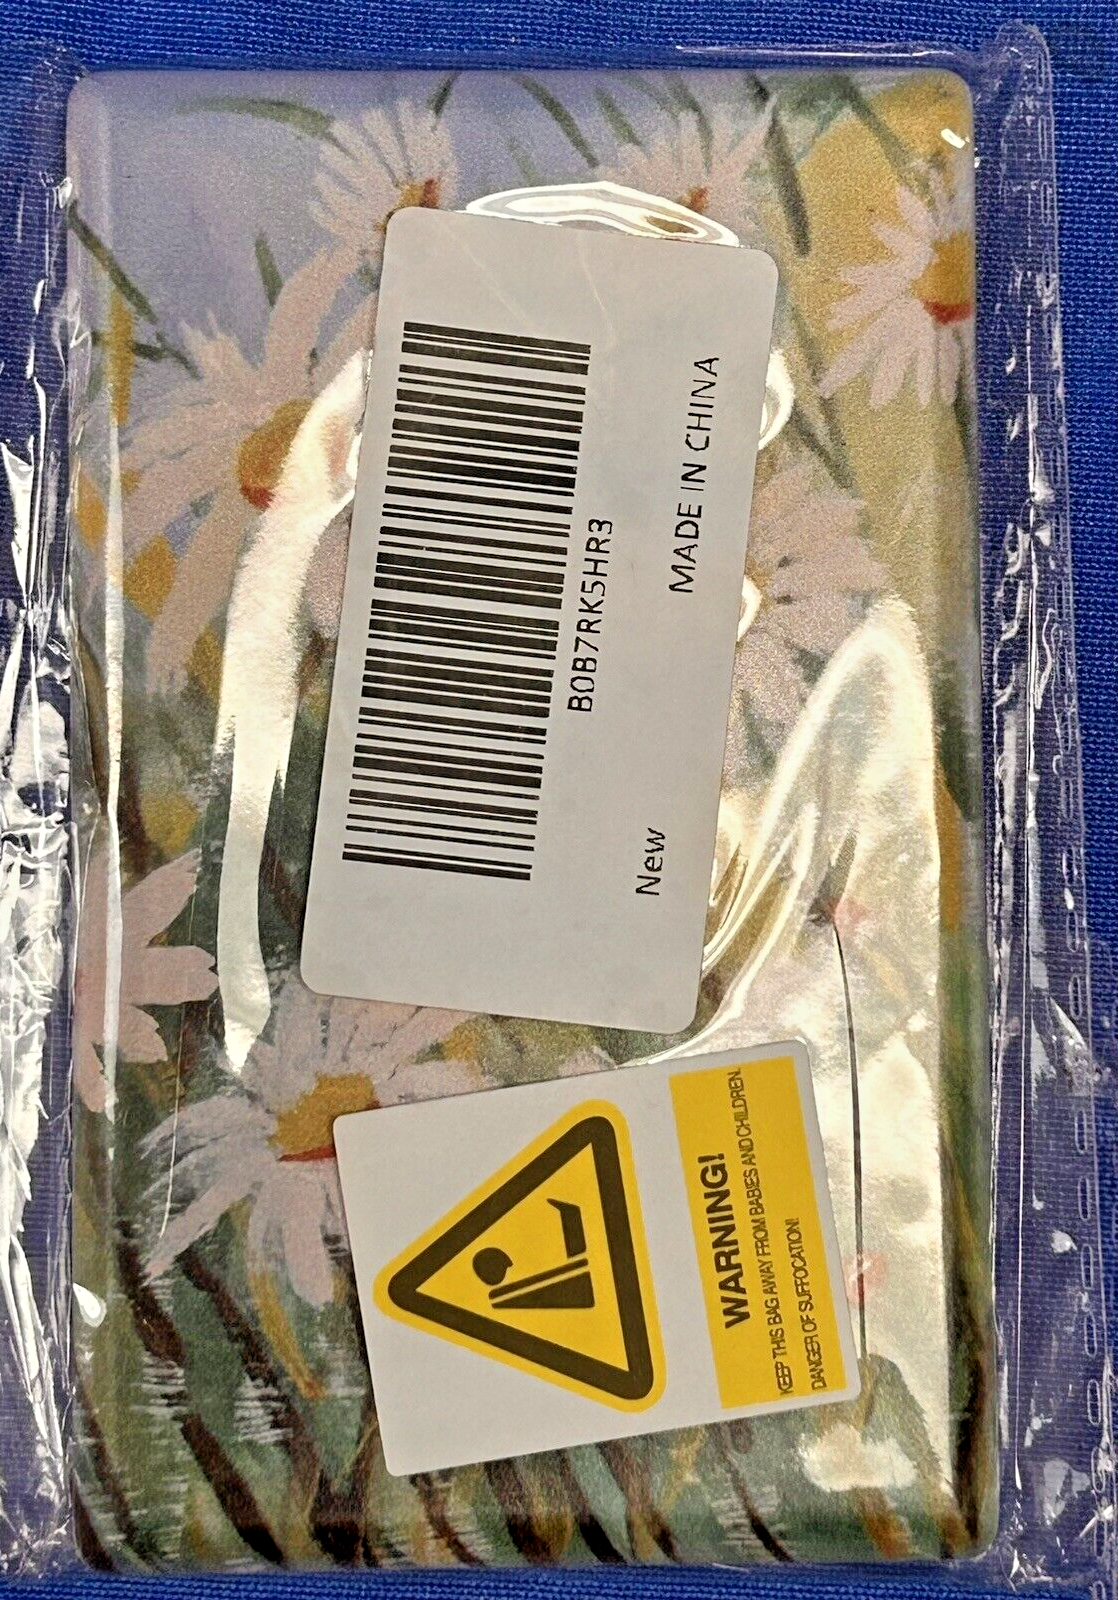 B0B7RK5HR3
New
MADE IN CHINA
WARNING!
KEEP THIS BAG AWAY FROM BABIES AND CHILDREN.
DANGER OF SUFFOCATION!